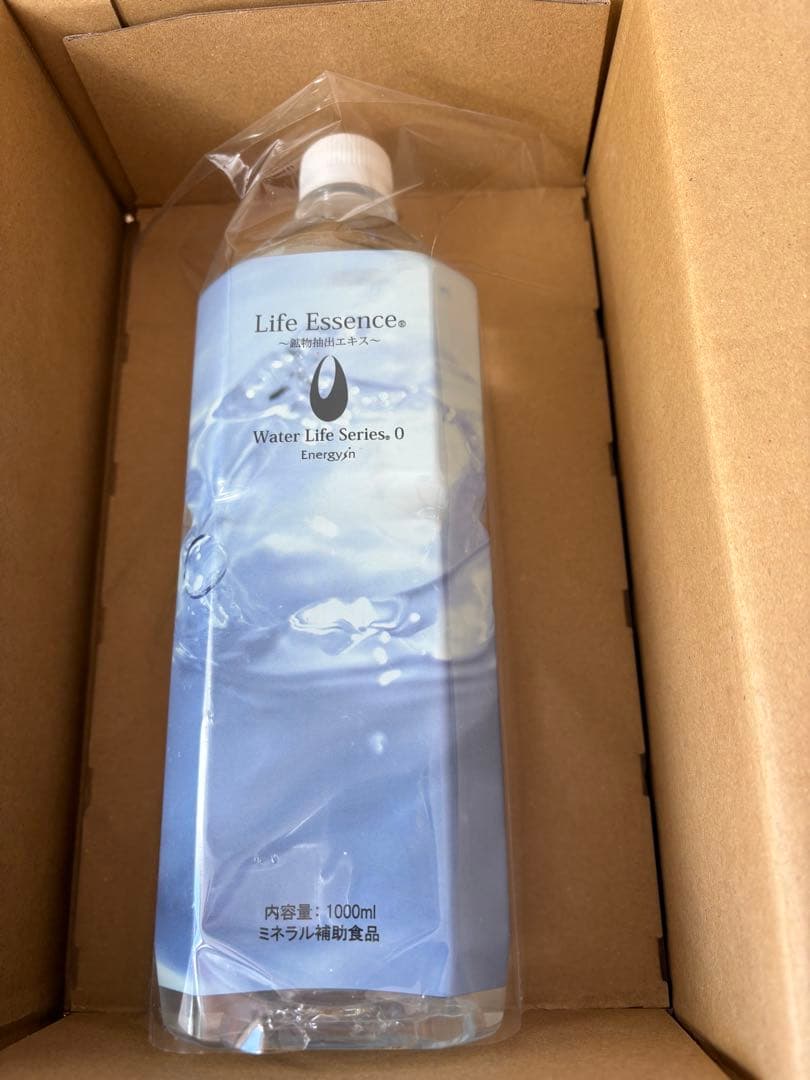 Life Essence®
～鉱物抽出エキス～
Water Life Series® 0
Energysin
内容量：1000ml
ミネラル補助食品